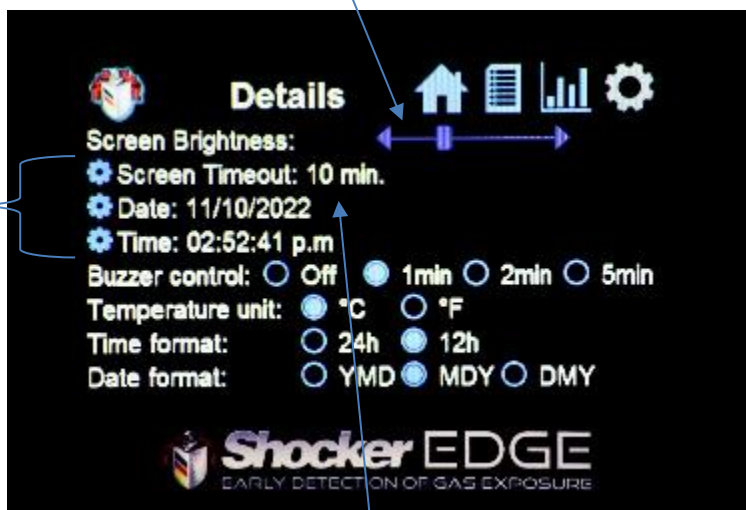 Details
Screen Brightness:
Screen Timeout: 10 min.
Date: 11/10/2022
Time: 02:52:41 p.m
Buzzer control: Off 1min 2min 5min
Temperature unit: °C °F
Time format: 24h 12h
Date format: YMD MDY DMY
Shocker EDGE
EARLY DETECTION OF GAS EXPOSURE